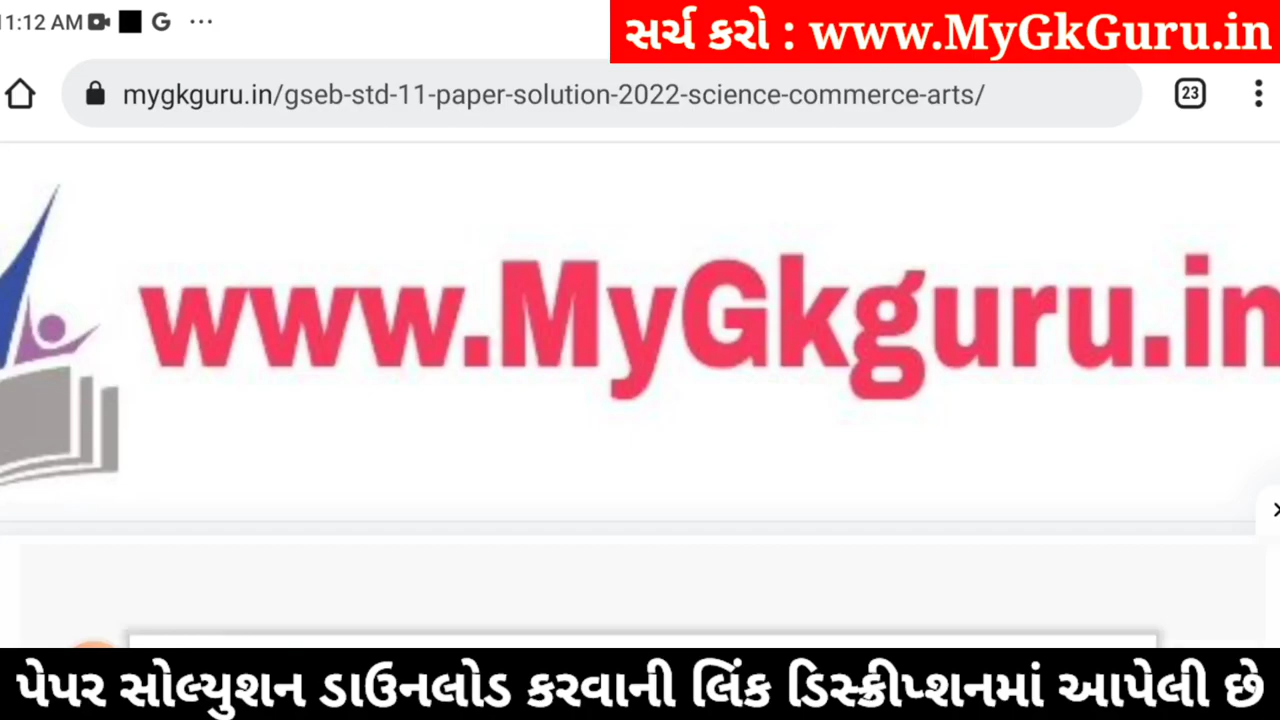 11:12 AM
સર્ચ કરો : www.MyGkGuru.in
mygkguru.in/gseb-std-11-paper-solution-2022-science-commerce-arts/
23
www.MyGkguru.in
પેપર સોલ્યુશન ડાઉનલોડ કરવાની લિંક ડિસ્ક્રીપ્શનમાં આપેલી છે